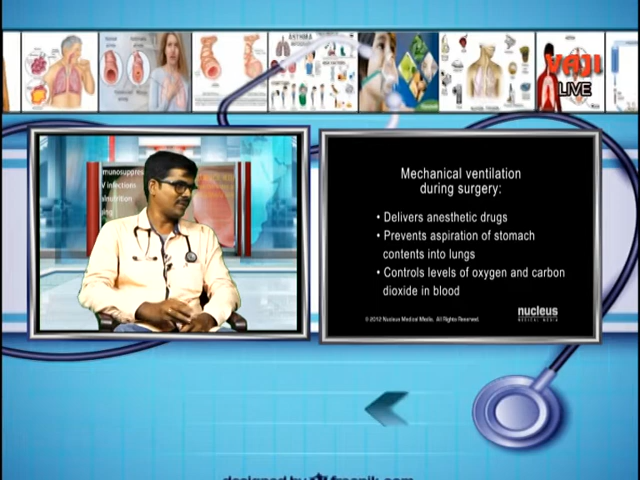 VAJI
LIVE
ASTHMA
munosuppres
V infections
alnutrition
Mechanical ventilation
during surgery:
• Delivers anesthetic drugs
• Prevents aspiration of stomach
contents into lungs
• Controls levels of oxygen and carbon
dioxide in blood
© 2012 Nucleus Medical Media. All Rights Reserved.
nucleus
MEDICAL MEDIA
designed by freepik.com